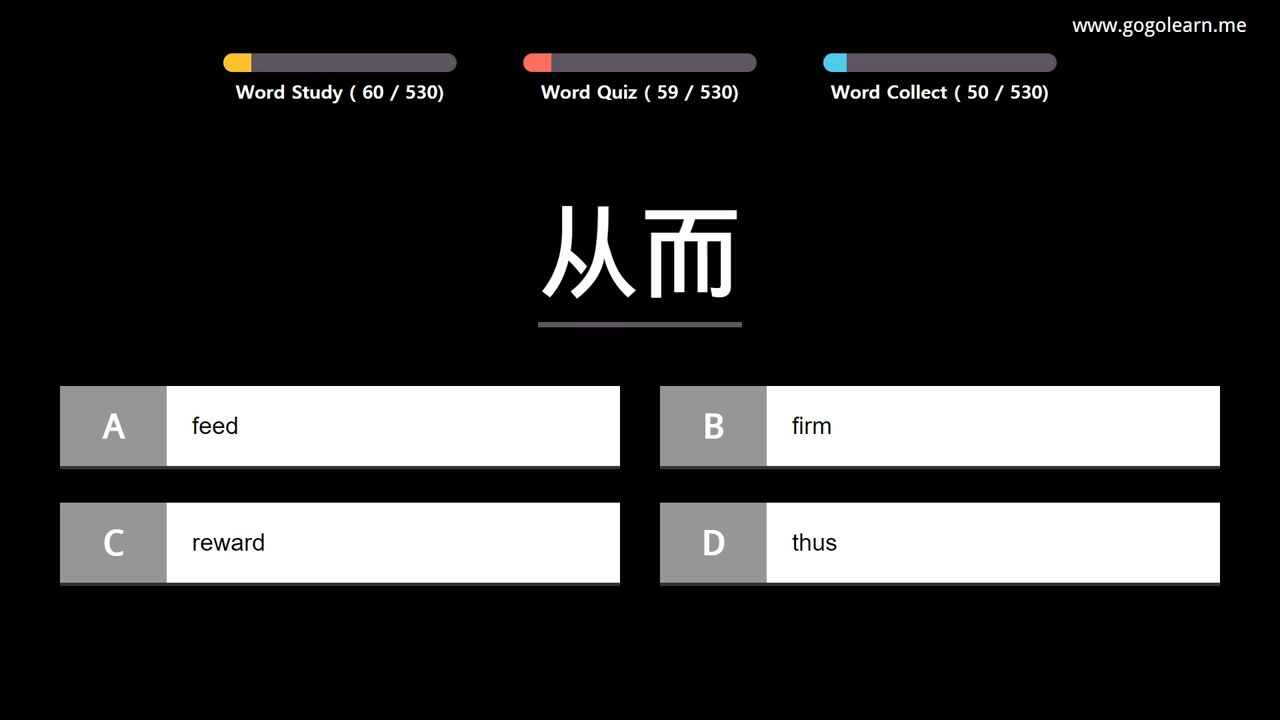 www.gogolearn.me
Word Study ( 60 / 530)
Word Quiz ( 59 / 530)
Word Collect ( 50 / 530)
从而
A feed
B firm
C reward
D thus